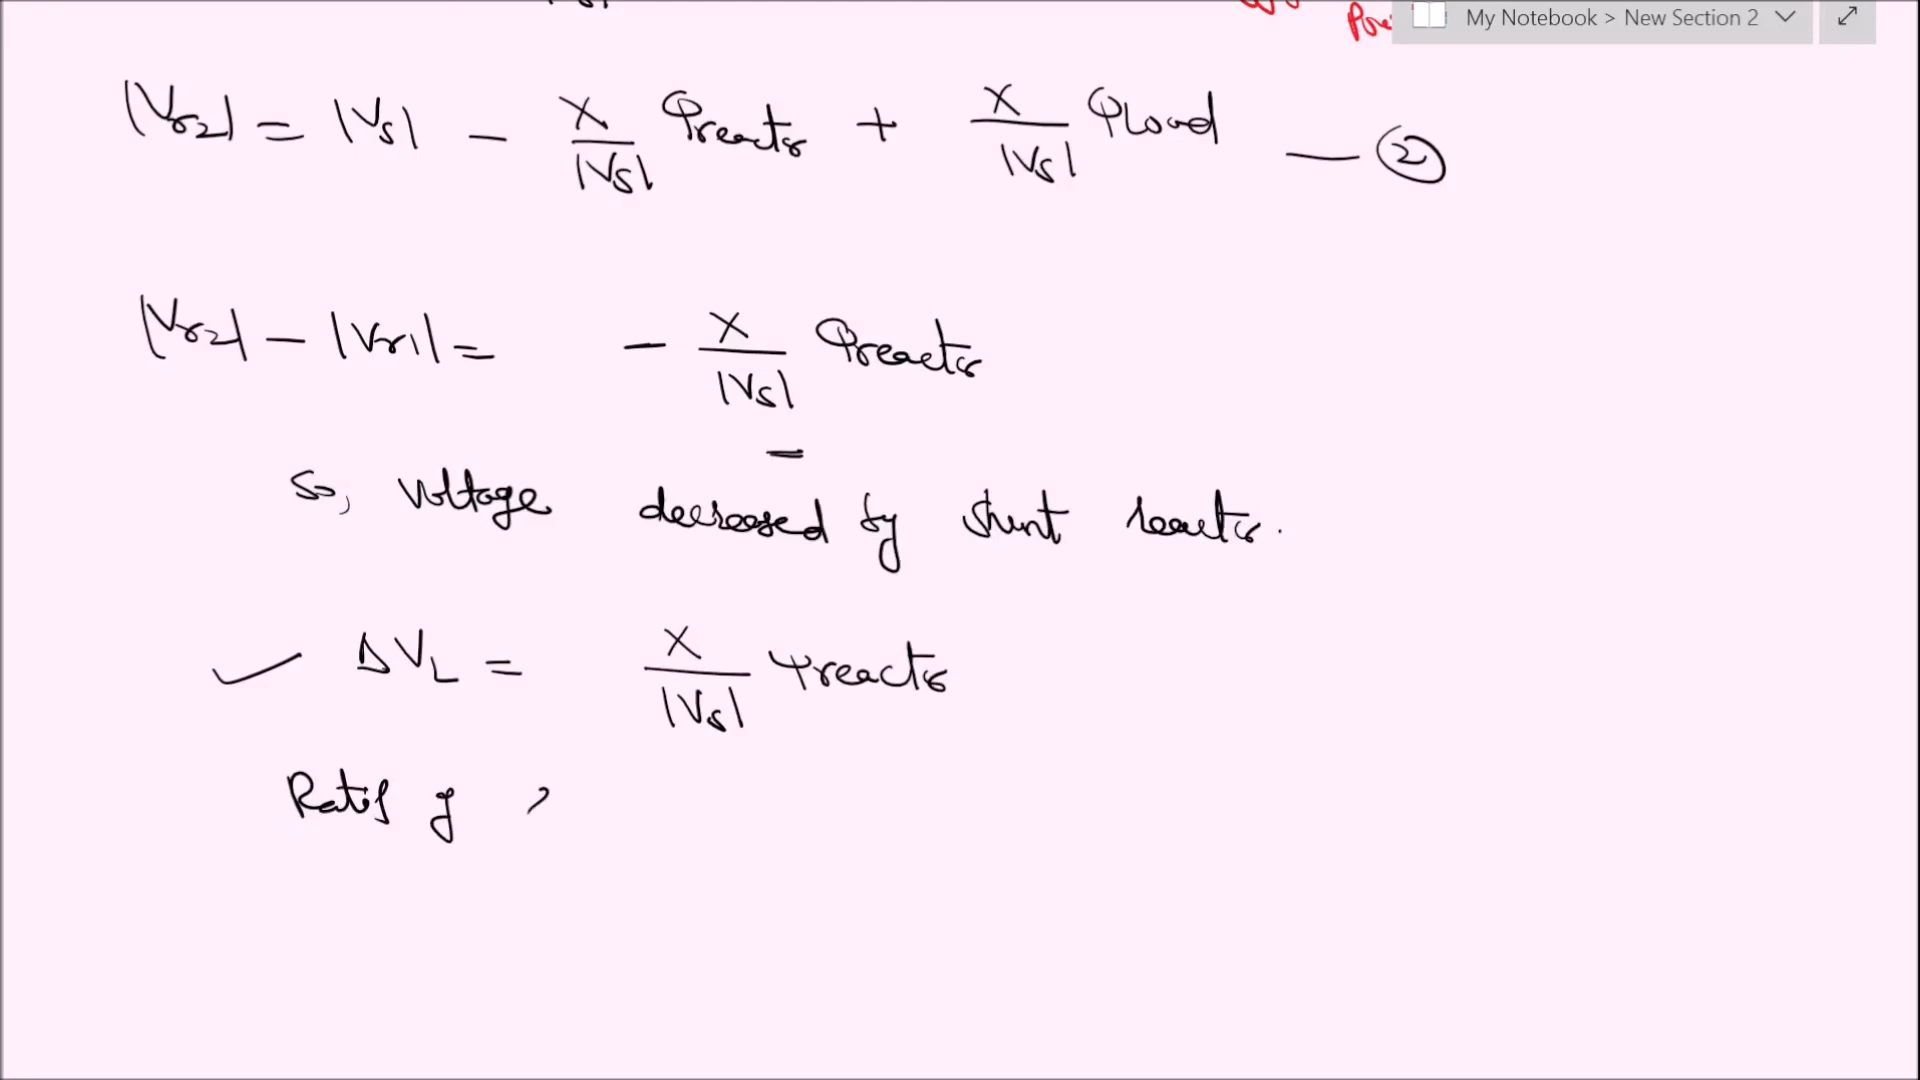 My Notebook > New Section 2
|Vr2| = |Vs| - X/|Vs| Qreactor + X/|Vs| Qload — ②
|Vr2| - |Vr1| = - X/|Vs| Qreactor
So, voltage decreased by shunt reactor.
✓ ΔVL = X/|Vs| Qreactor
Rating of